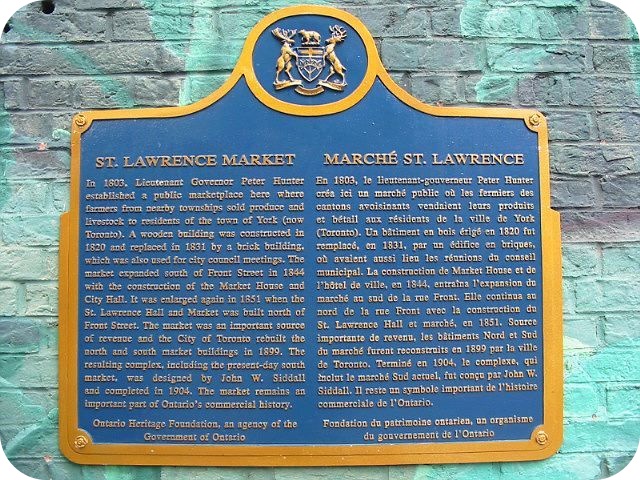 ST. LAWRENCE MARKET
In 1803, Lieutenant Governor Peter Hunter
established a public marketplace here where
farmers from nearby townships sold produce and
livestock to residents of the town of York (now
Toronto). A wooden building was constructed in
1820 and replaced in 1831 by a brick building,
which was also used for city council meetings. The
market expanded south of Front Street in 1844
with the construction of the Market House and
City Hall. It was enlarged again in 1851 when the
St. Lawrence Hall and Market was built north of
Front Street. The market was an important source
of revenue and the City of Toronto rebuilt the
north and south market buildings in 1899. The
resulting complex, including the present-day south
market, was designed by John W. Siddall
and completed in 1904. The market remains an
important part of Ontario's commercial history.
Ontario Heritage Foundation, an agency of the
Government of Ontario
MARCHÉ ST. LAWRENCE
En 1803, le lieutenant-gouverneur Peter Hunter
créa ici un marché public où les fermiers des
cantons avoisinants vendaient leurs produits
et bétail aux résidents de la ville de York
(Toronto). Un bâtiment en bois érigé en 1820 fut
remplacé, en 1831, par un édifice en briques,
où avaient aussi lieu les réunions du conseil
municipal. La construction de Market House et de
l'hôtel de ville, en 1844, entraîna l'expansion du
marché au sud de la rue Front. Elle continua au
nord de la rue Front avec la construction du
St. Lawrence Hall et marché, en 1851. Source
importante de revenu, les bâtiments Nord et Sud
du marché furent reconstruits en 1899 par la ville
de Toronto. Terminé en 1904, le complexe, qui
inclut le marché Sud actuel, fut conçu par John W.
Siddall. Il reste un symbole important de l'histoire
commerciale de l'Ontario.
Fondation du patrimoine ontarien, un organisme
du gouvernement de l'Ontario